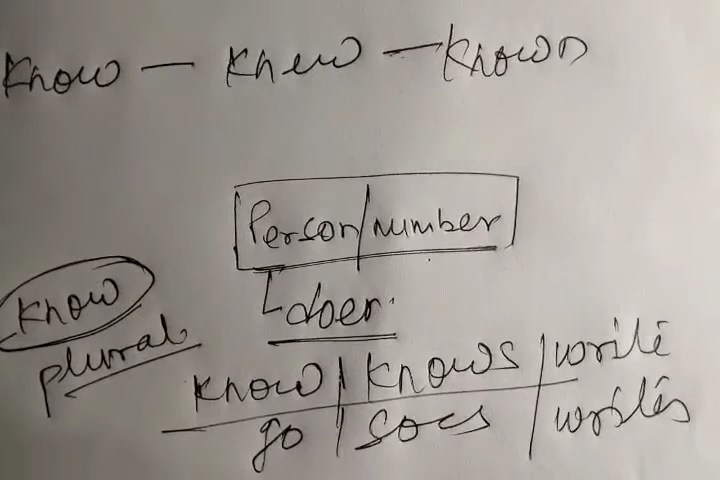 Know - Knew - Known
Person/number
doer.
Know
plural
know / knows / write
go / goes / writes